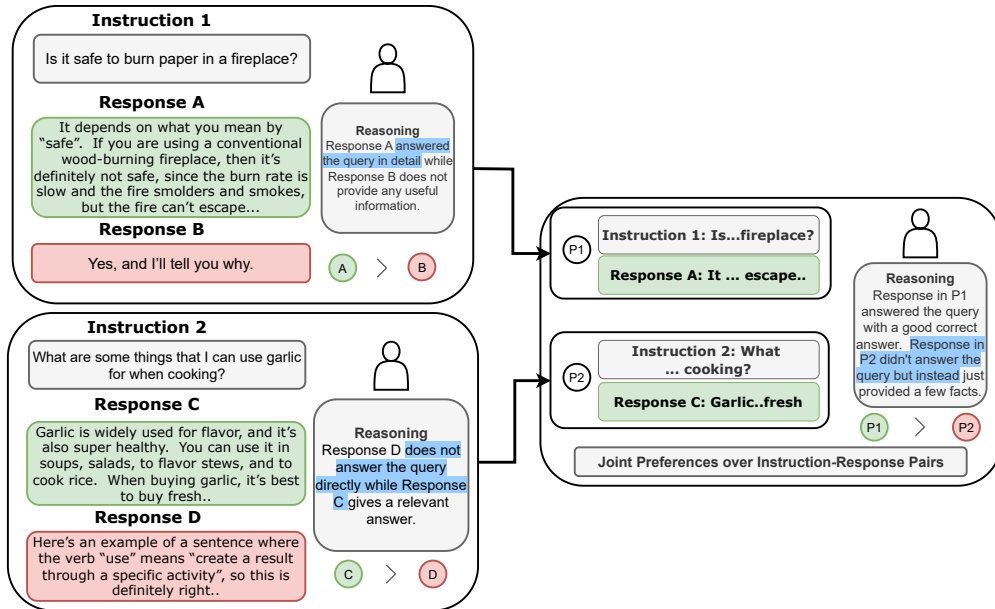 Instruction 1
Is it safe to burn paper in a fireplace?
Response A
It depends on what you mean by
“safe”.  If you are using a conventional
wood-burning fireplace, then it’s
definitely not safe, since the burn rate is
slow and the fire smolders and smokes,
but the fire can’t escape...
Response B
Yes, and I’ll tell you why.
Reasoning
Response A answered
the query in detail while
Response B does not
provide any useful
information.
A > B
Instruction 2
What are some things that I can use garlic
for when cooking?
Response C
Garlic is widely used for flavor, and it’s
also super healthy.  You can use it in
soups, salads, to flavor stews, and to
cook rice.  When buying garlic, it’s best
to buy fresh..
Response D
Here’s an example of a sentence where
the verb “use” means “create a result
through a specific activity”, so this is
definitely right..
Reasoning
Response D does not
answer the query
directly while Response
C gives a relevant
answer.
C > D
P1
Instruction 1: Is...fireplace?
Response A: It ... escape..
P2
Instruction 2: What
... cooking?
Response C: Garlic..fresh
Reasoning
Response in P1
answered the query
with a good correct
answer.  Response in
P2 didn't answer the
query but instead just
provided a few facts.
P1 > P2
Joint Preferences over Instruction-Response Pairs